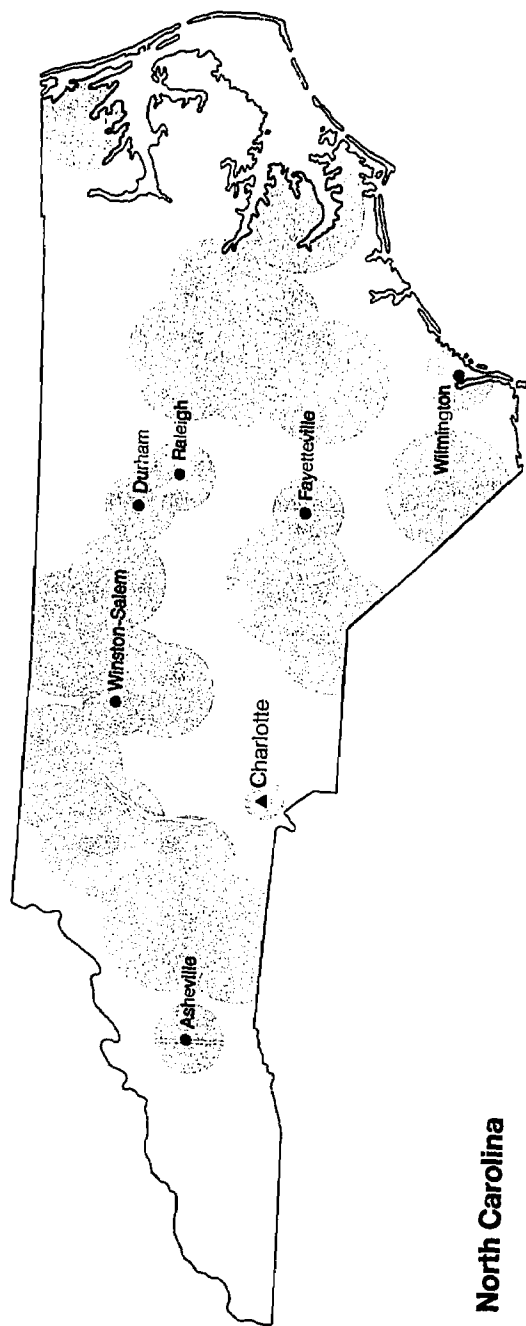 Durham
Raleigh
Winston-Salem
Fayetteville
Wilmington
Charlotte
Asheville
North Carolina